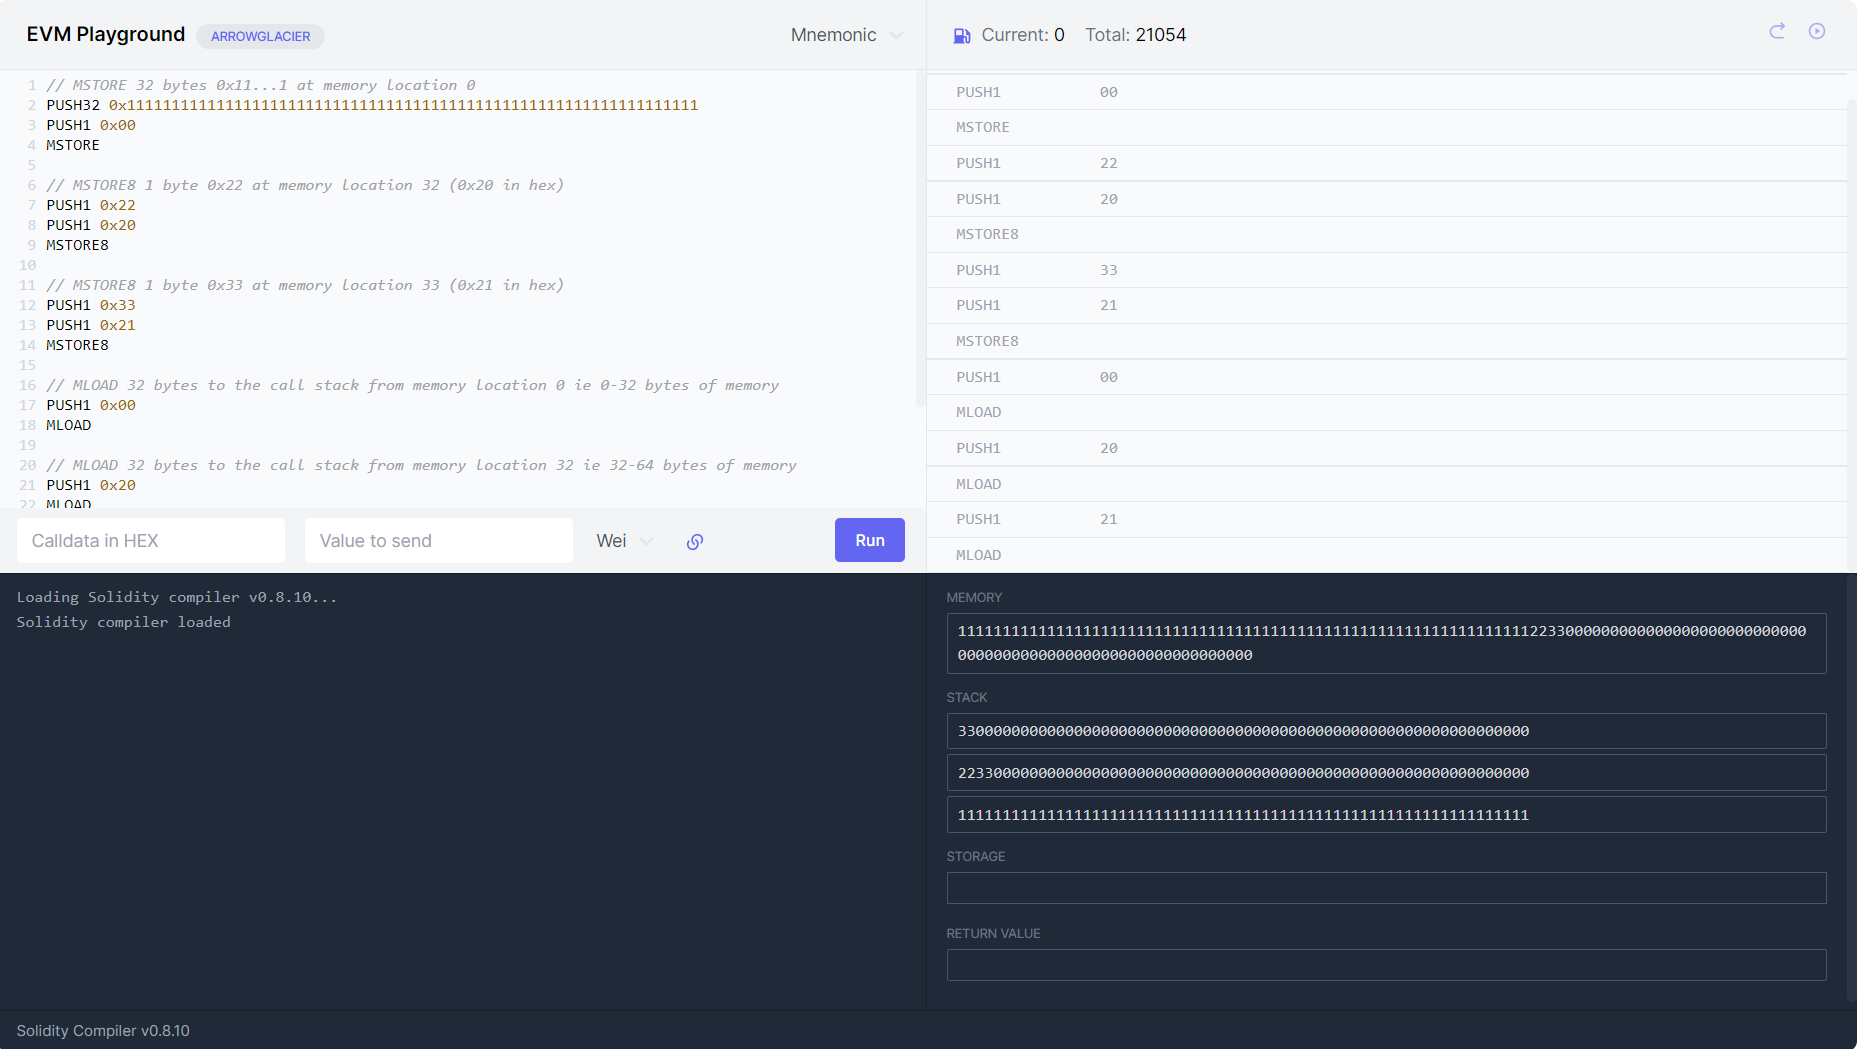 EVM Playground
ARROWGLACIER
Mnemonic
Current: 0
Total: 21054
1 // MSTORE 32 bytes 0x11...1 at memory location 0
2 PUSH32 0x1111111111111111111111111111111111111111111111111111111111111111
3 PUSH1 0x00
4 MSTORE
5
6 // MSTORE8 1 byte 0x22 at memory location 32 (0x20 in hex)
7 PUSH1 0x22
8 PUSH1 0x20
9 MSTORE8
10
11 // MSTORE8 1 byte 0x33 at memory location 33 (0x21 in hex)
12 PUSH1 0x33
13 PUSH1 0x21
14 MSTORE8
15
16 // MLOAD 32 bytes to the call stack from memory location 0 ie 0-32 bytes of memory
17 PUSH1 0x00
18 MLOAD
19
20 // MLOAD 32 bytes to the call stack from memory location 32 ie 32-64 bytes of memory
21 PUSH1 0x20
22 MLOAD
Calldata in HEX
Value to send
Wei
Run
PUSH1 00
MSTORE
PUSH1 22
PUSH1 20
MSTORE8
PUSH1 33
PUSH1 21
MSTORE8
PUSH1 00
MLOAD
PUSH1 20
MLOAD
PUSH1 21
MLOAD
Loading Solidity compiler v0.8.10...
Solidity compiler loaded
MEMORY
11111111111111111111111111111111111111111111111111111111111111112233000000000000000000000000000
000000000000000000000000000000000
STACK
3300000000000000000000000000000000000000000000000000000000000000
2233000000000000000000000000000000000000000000000000000000000000
1111111111111111111111111111111111111111111111111111111111111111
STORAGE
RETURN VALUE
Solidity Compiler v0.8.10